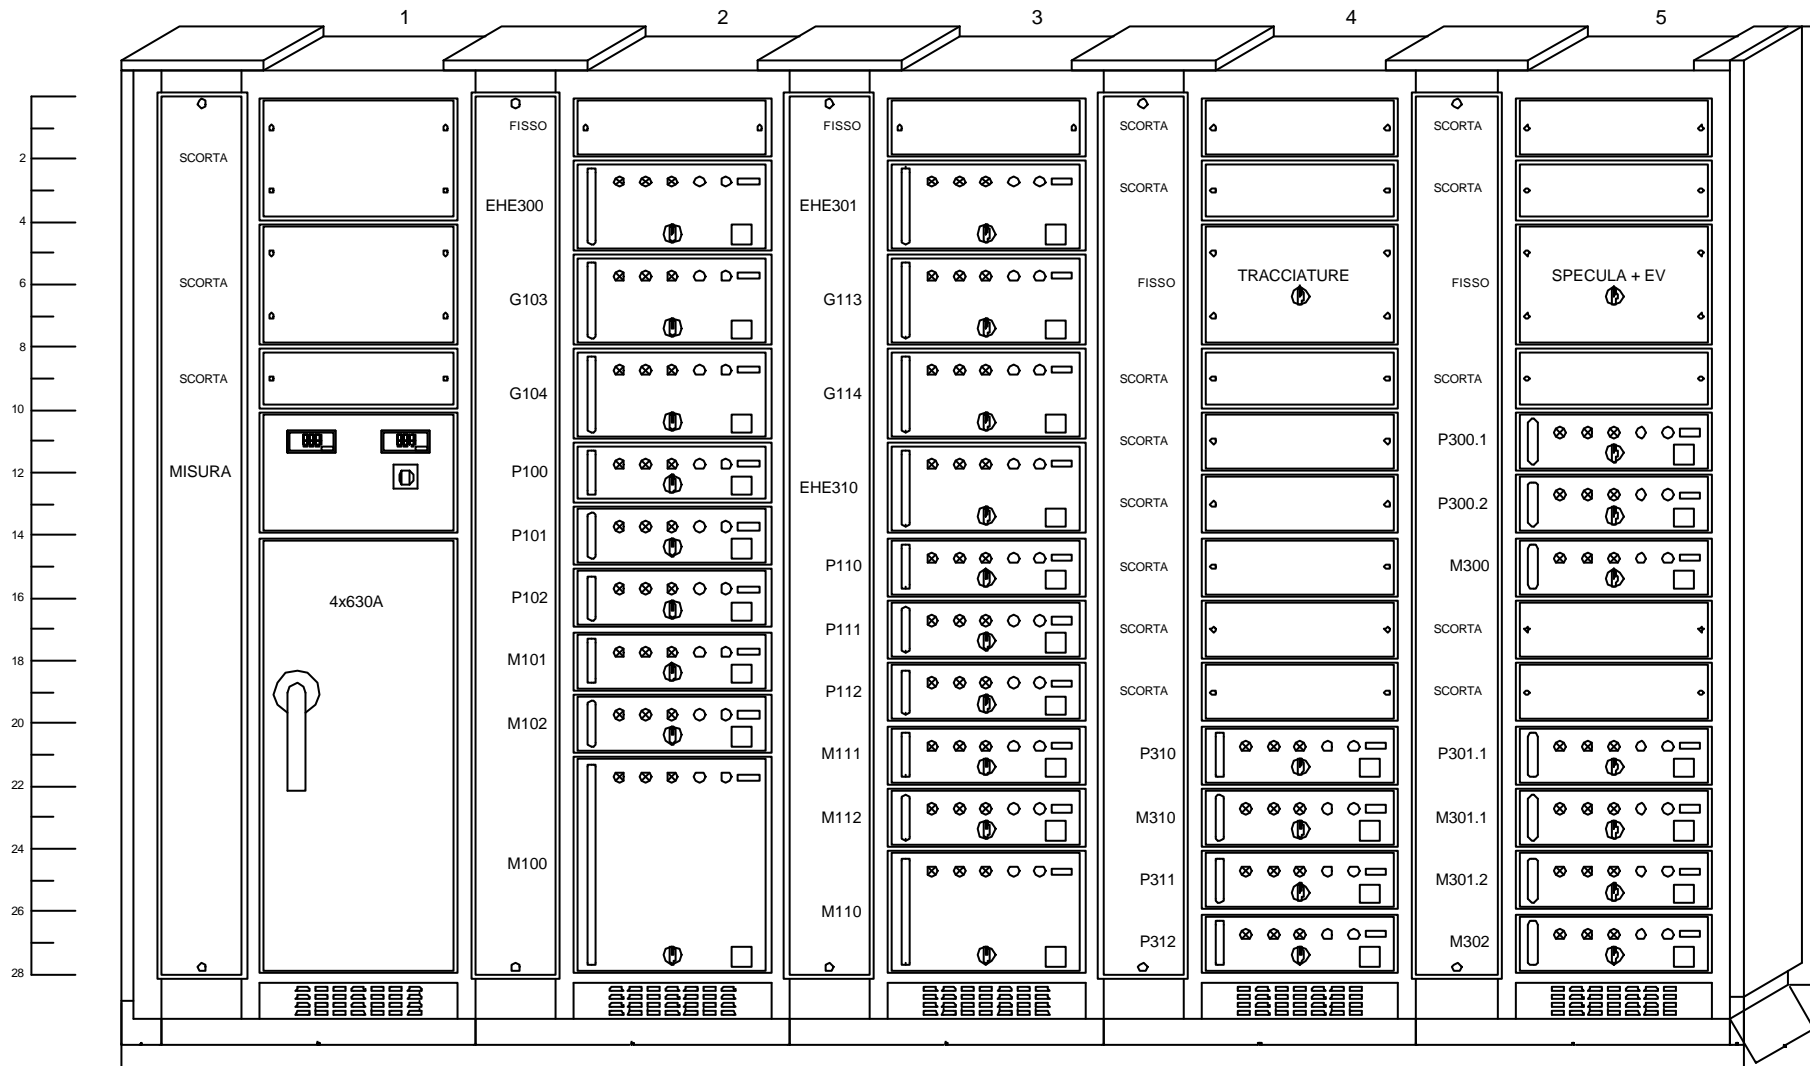 1 2 3 4 5
2
4
6
8
10
12
14
16
18
20
22
24
26
28
SCORTA
SCORTA
SCORTA
MISURA
4x630A
FISSO
EHE300
G103
G104
P100
P101
P102
M101
M102
M100
FISSO
EHE301
G113
G114
EHE310
P110
P111
P112
M111
M112
M110
SCORTA
SCORTA
FISSO
TRACCIATURE
SCORTA
SCORTA
SCORTA
SCORTA
SCORTA
SCORTA
P310
M310
P311
P312
SCORTA
SCORTA
FISSO
SPECULA + EV
SCORTA
P300.1
P300.2
M300
SCORTA
SCORTA
P301.1
M301.1
M301.2
M302